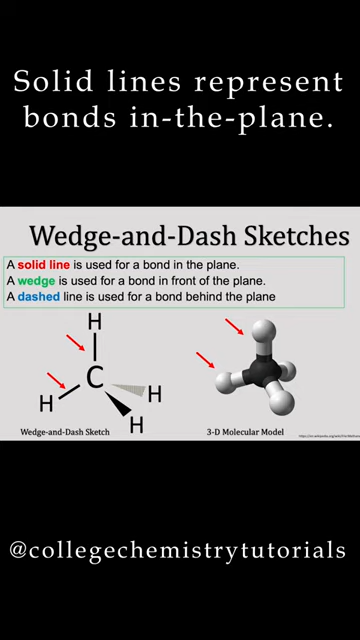 Solid lines represent
bonds in-the-plane.
Wedge-and-Dash Sketches
A solid line is used for a bond in the plane.
A wedge is used for a bond in front of the plane.
A dashed line is used for a bond behind the plane
H
C
H
H
H
Wedge-and-Dash Sketch
3-D Molecular Model
@collegechemistrytutorials